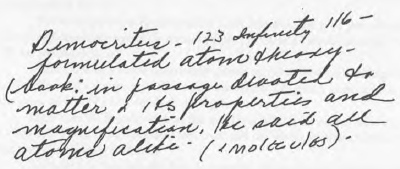 Democritus - 123 Infinity 116 -
formulated atom theory -
(book: in passage devoted to
matter & its properties and
magnification, he said all
atoms alike - (molecules).